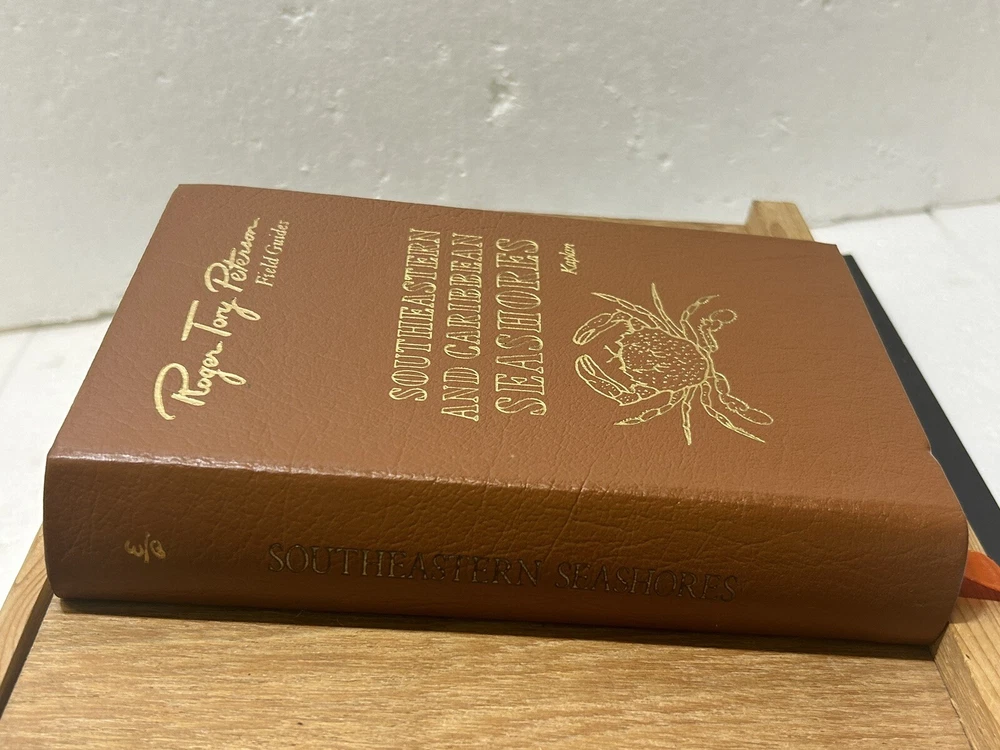 Roger Tory Peterson
Field Guides
SOUTHEASTERN
AND CARIBBEAN
SEASHORES
Kaplan
SOUTHEASTERN SEASHORES